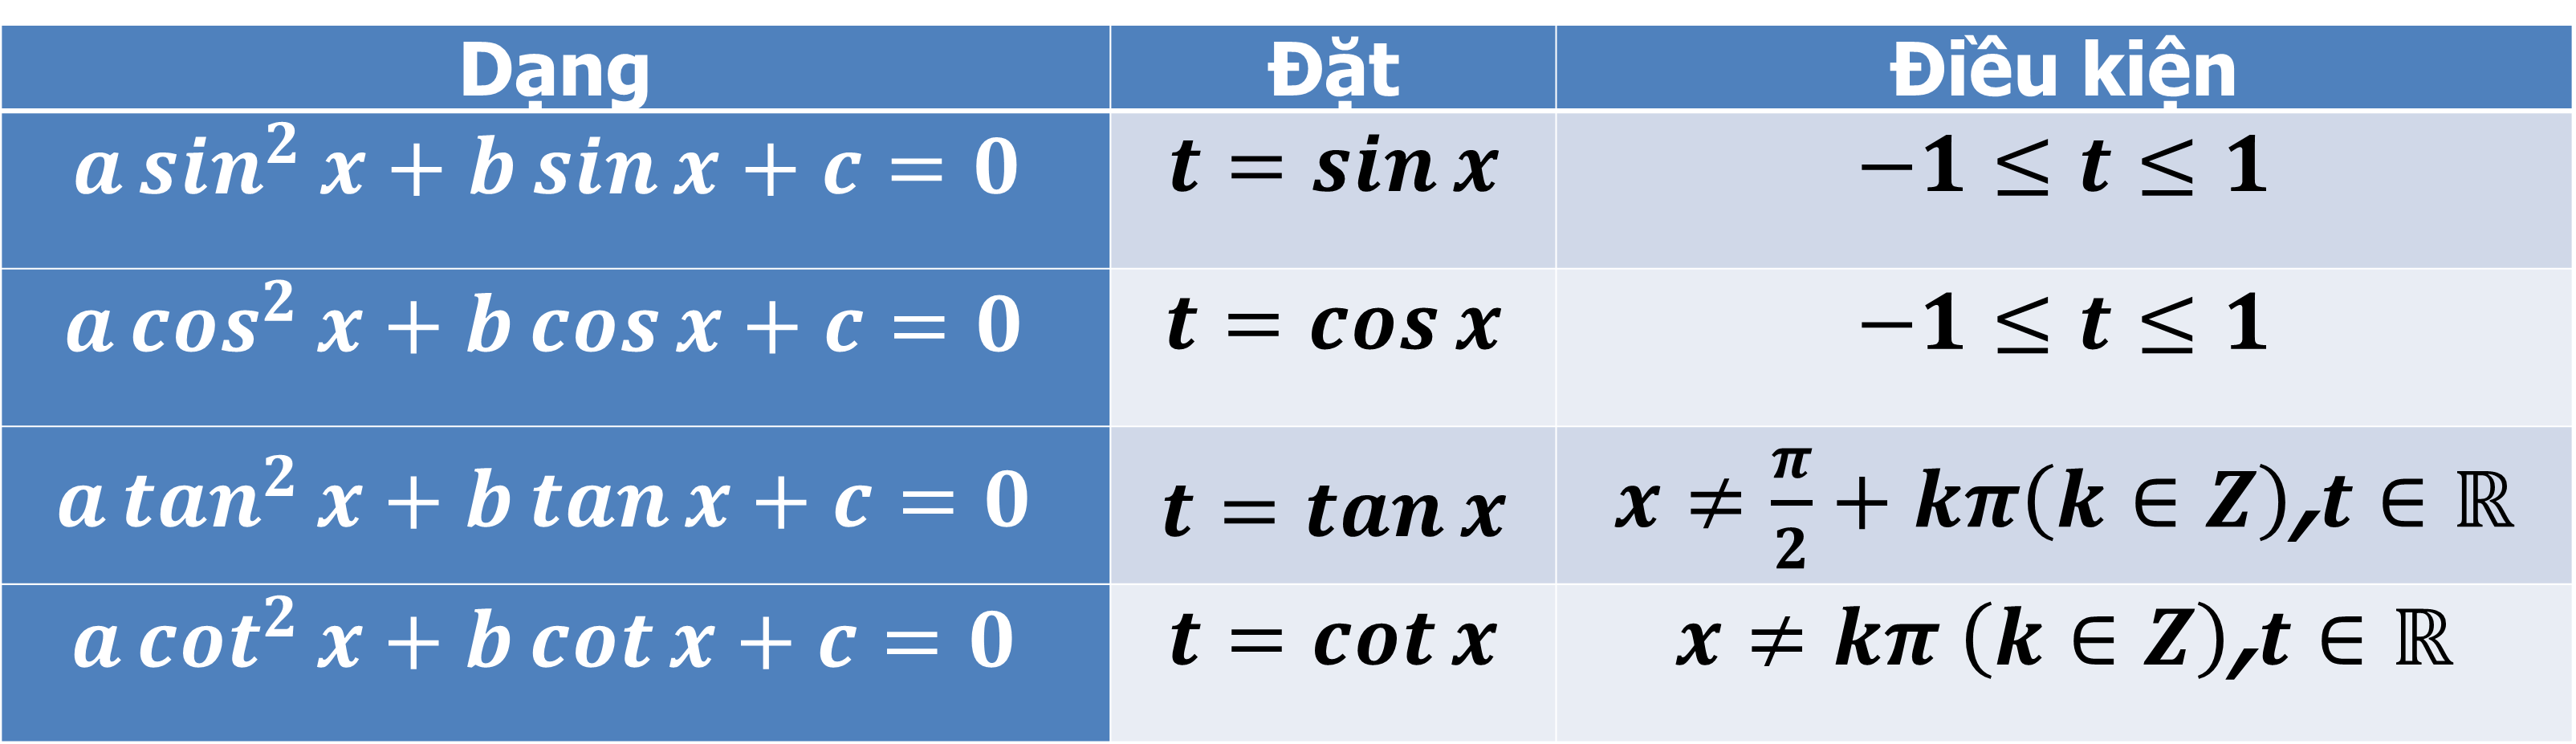 Dạng Đặt Điều kiện
a sin² x + b sin x + c = 0 t = sin x −1 ≤ t ≤ 1
a cos² x + b cos x + c = 0 t = cos x −1 ≤ t ≤ 1
a tan² x + b tan x + c = 0 t = tan x x ≠ π/2 + kπ(k ∈ Z),t ∈ ℝ
a cot² x + b cot x + c = 0 t = cot x x ≠ kπ (k ∈ Z),t ∈ ℝ